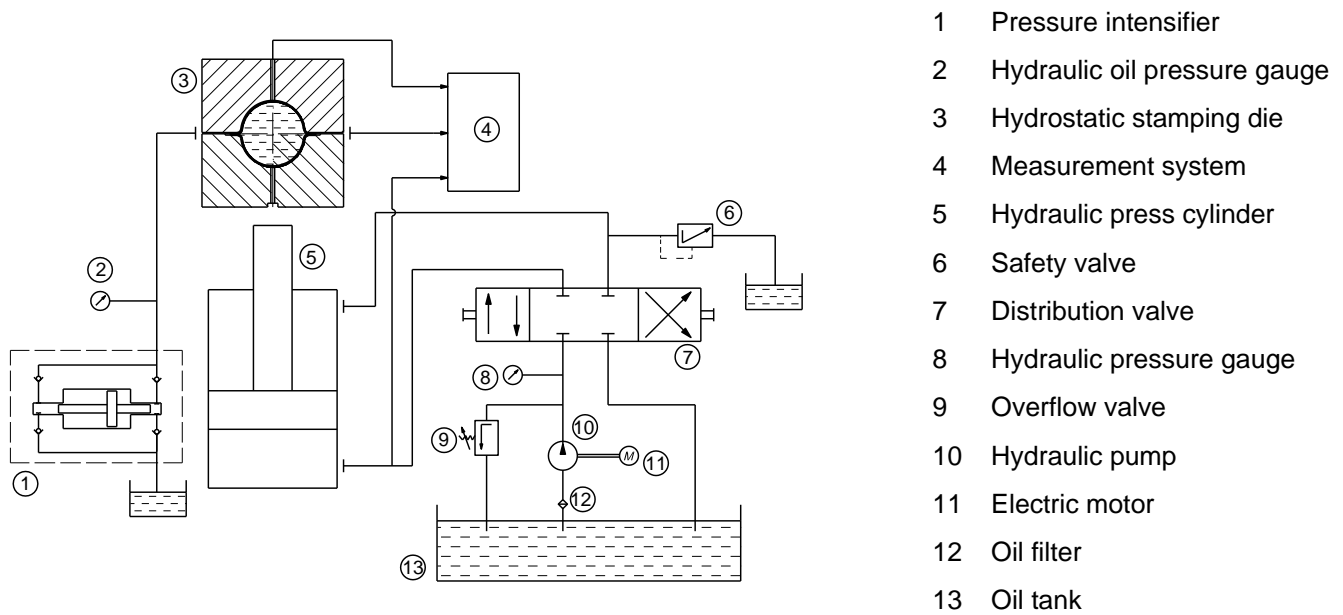 1 Pressure intensifier
2 Hydraulic oil pressure gauge
3 Hydrostatic stamping die
4 Measurement system
5 Hydraulic press cylinder
6 Safety valve
7 Distribution valve
8 Hydraulic pressure gauge
9 Overflow valve
10 Hydraulic pump
11 Electric motor
12 Oil filter
13 Oil tank
3
4
6
5
2
7
8
10
9
M
11
1
12
13